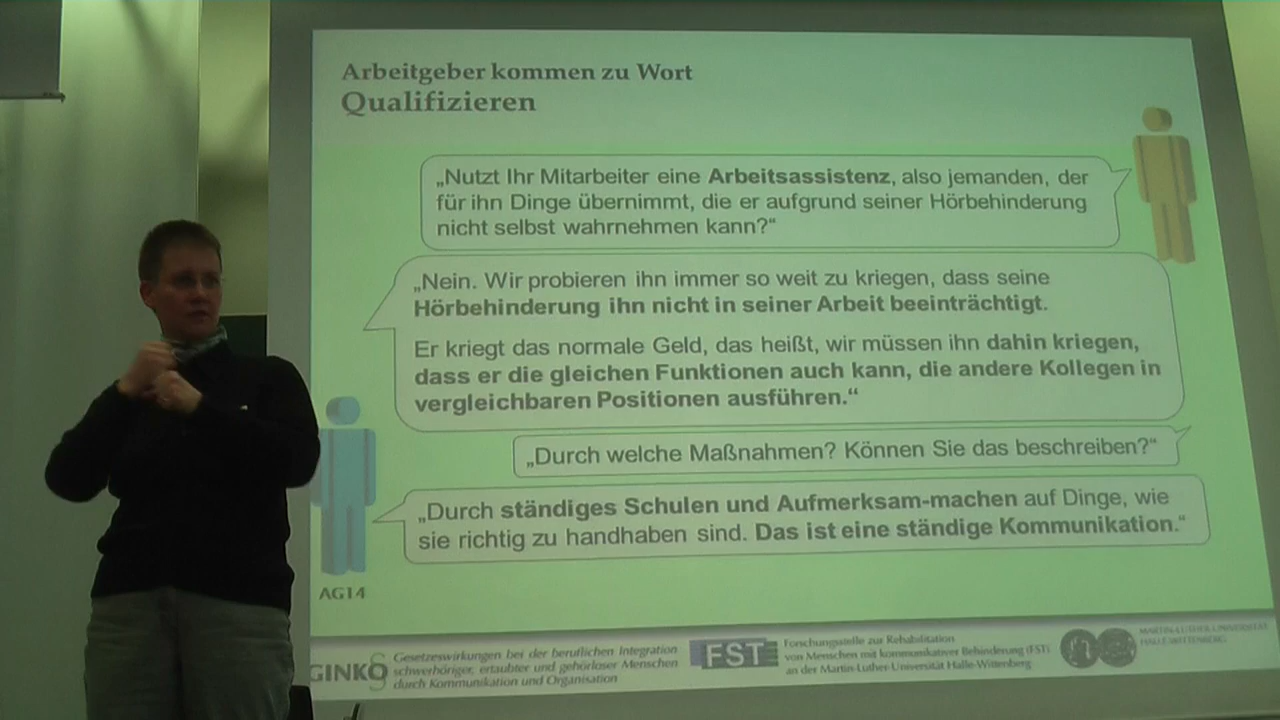 Arbeitgeber kommen zu Wort
Qualifizieren
„Nutzt Ihr Mitarbeiter eine Arbeitsassistenz, also jemanden, der
für ihn Dinge übernimmt, die er aufgrund seiner Hörbehinderung
nicht selbst wahrnehmen kann?“
„Nein. Wir probieren ihn immer so weit zu kriegen, dass seine
Hörbehinderung ihn nicht in seiner Arbeit beeinträchtigt.
Er kriegt das normale Geld, das heißt, wir müssen ihn dahin kriegen,
dass er die gleichen Funktionen auch kann, die andere Kollegen in
vergleichbaren Positionen ausführen.“
„Durch welche Maßnahmen? Können Sie das beschreiben?“
„Durch ständiges Schulen und Aufmerksam-machen auf Dinge, wie
sie richtig zu handhaben sind. Das ist eine ständige Kommunikation.“
AG14
GINKO
Gesetzeswirkungen bei der beruflichen Integration
schwerhöriger, ertaubter und gehörloser Menschen
durch Kommunikation und Organisation
FST
Forschungsstelle zur Rehabilitation
von Menschen mit kommunikativer Behinderung (FST)
an der Martin-Luther-Universität Halle-Wittenberg
MARTIN-LUTHER-UNIVERSITÄT
HALLE-WITTENBERG